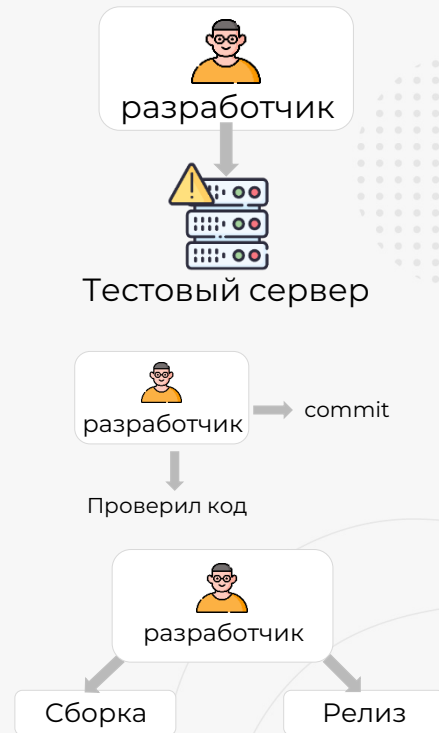 разработчик
Тестовый сервер
разработчик
commit
Проверил код
разработчик
Сборка
Релиз